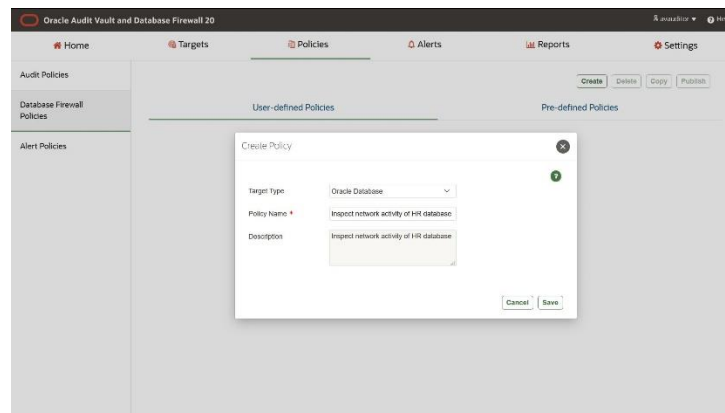 Oracle Audit Vault and Database Firewall 20
avauditor
Home
Targets
Policies
Alerts
Reports
Settings
Audit Policies
Database Firewall
Policies
Alert Policies
Create
Delete
Copy
Publish
User-defined Policies
Pre-defined Policies
Create Policy
?
Target Type
Oracle Database
Policy Name *
Inspect network activity of HR database
Description
Inspect network activity of HR database
Cancel
Save